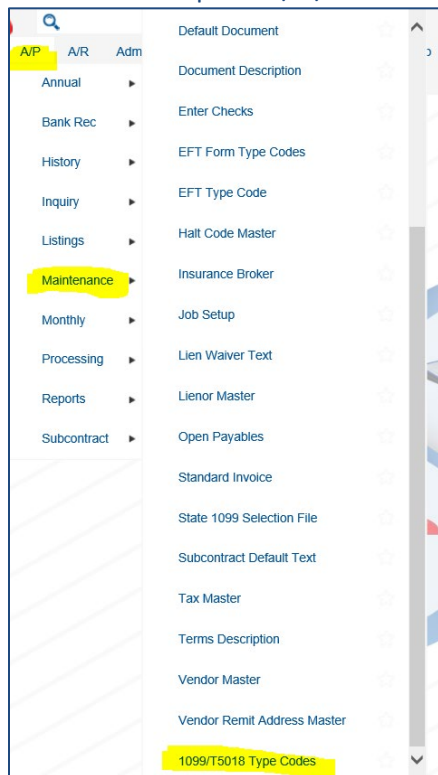 A/P A/R Adm
Annual
Bank Rec
History
Inquiry
Listings
Maintenance
Monthly
Processing
Reports
Subcontract
Default Document
Document Description
Enter Checks
EFT Form Type Codes
EFT Type Code
Halt Code Master
Insurance Broker
Job Setup
Lien Waiver Text
Lienor Master
Open Payables
Standard Invoice
State 1099 Selection File
Subcontract Default Text
Tax Master
Terms Description
Vendor Master
Vendor Remit Address Master
1099/T5018 Type Codes